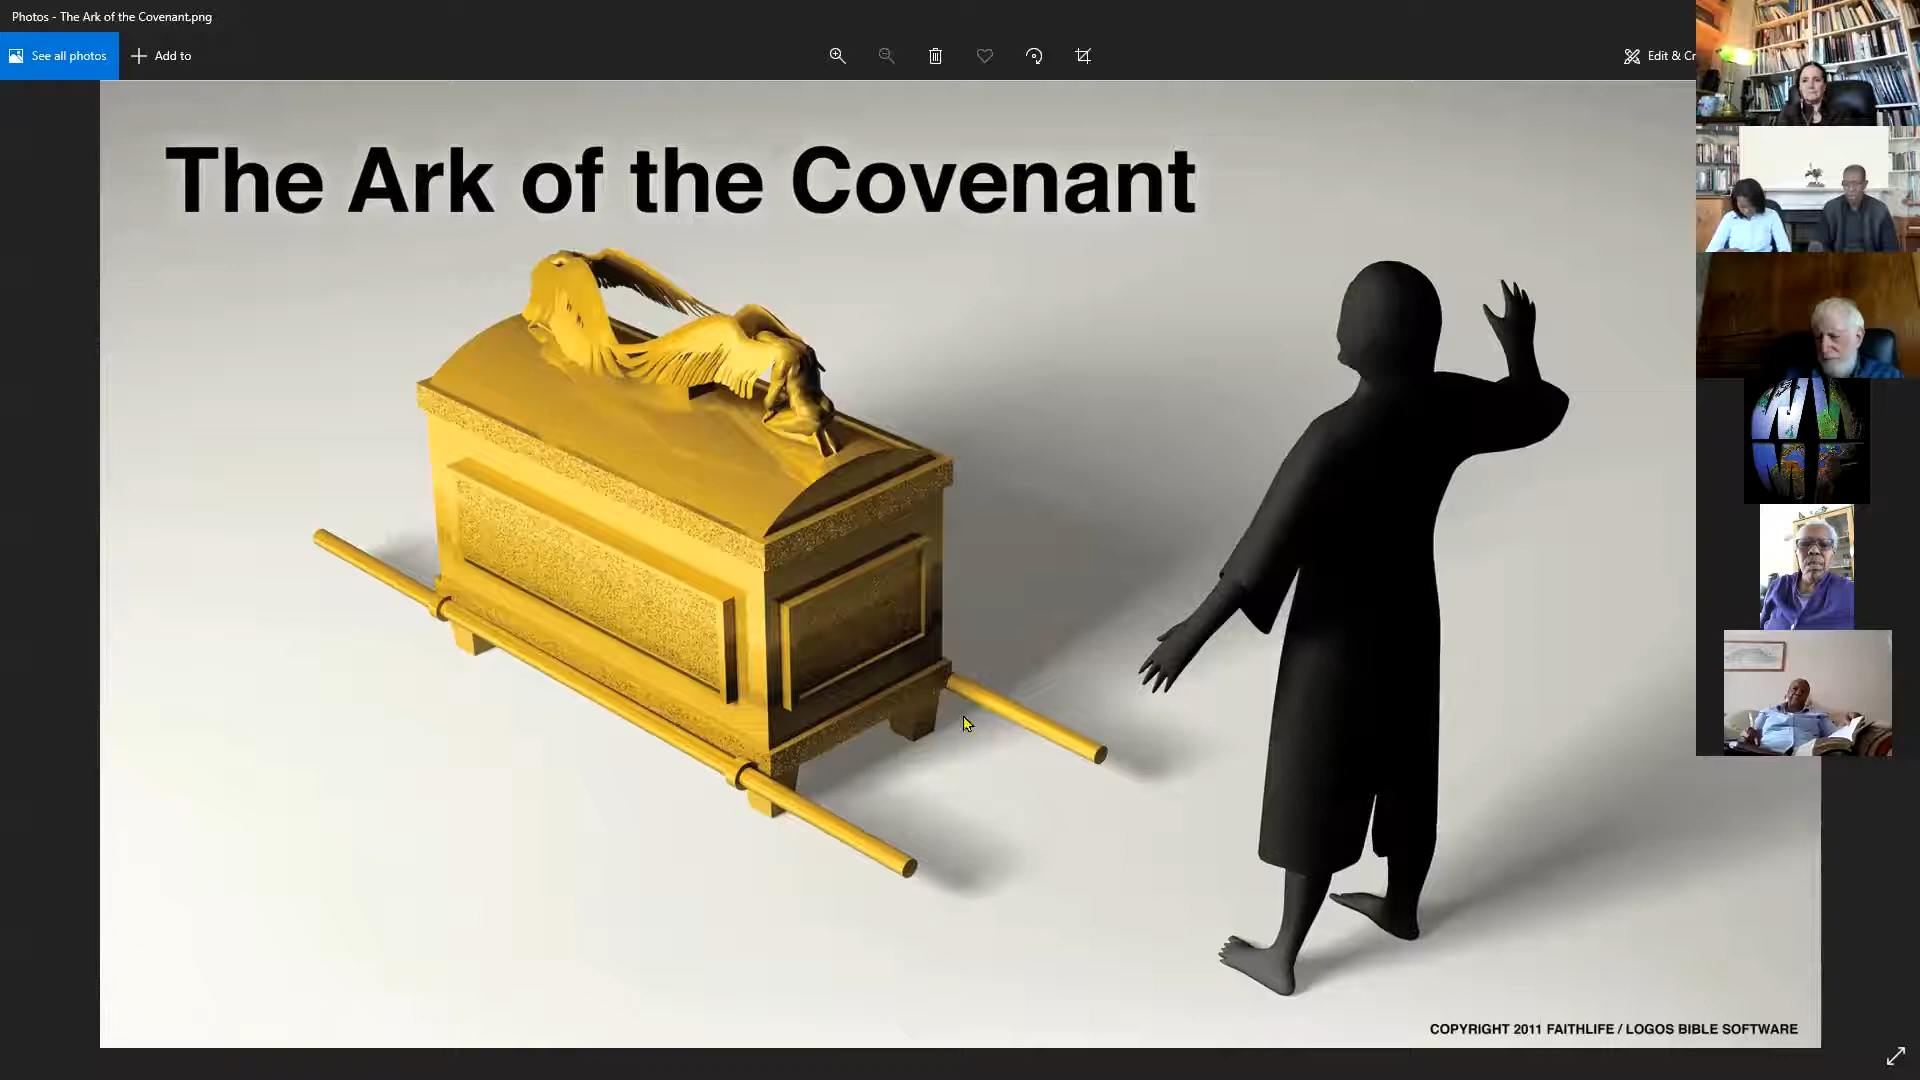 Photos - The Ark of the Covenant.png
See all photos
Add to
Edit & Cr
The Ark of the Covenant
COPYRIGHT 2011 FAITHLIFE / LOGOS BIBLE SOFTWARE